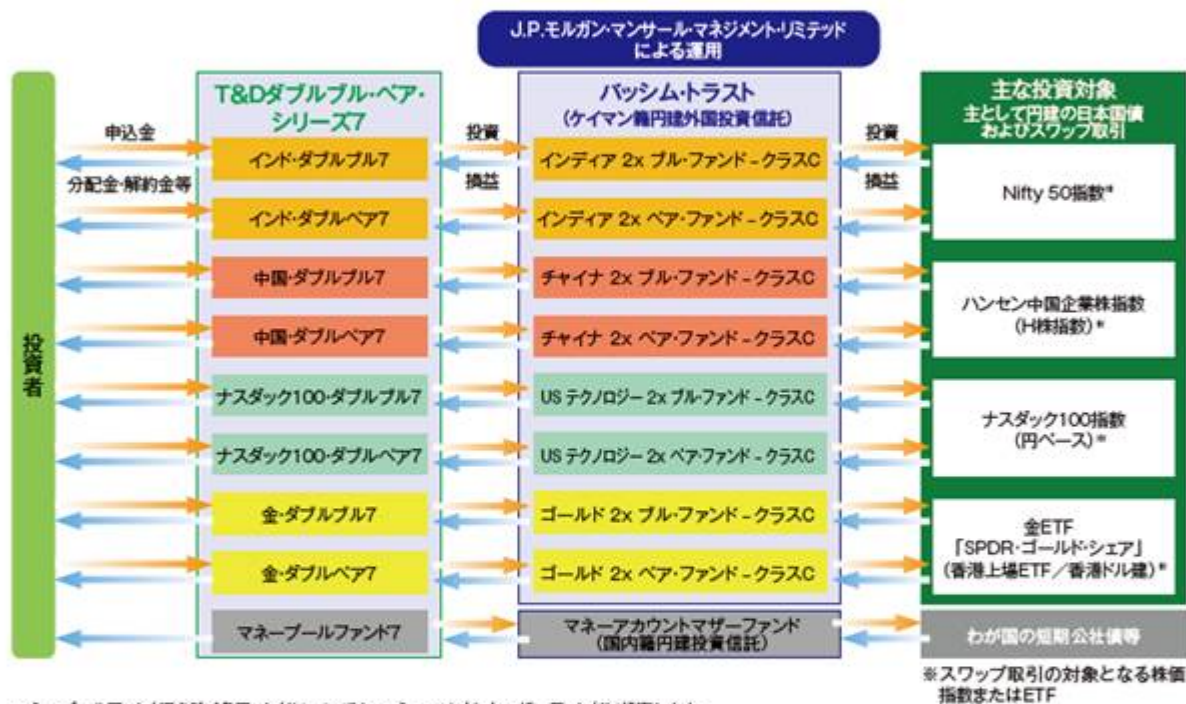 J.P.モルガン・マンサール・マネジメント・リミテッド
による運用
T&Dダブルブル・ベア・
シリーズ7
バッシム・トラスト
(ケイマン籍円建外国投資信託)
主な投資対象
主として円建の日本国債
およびスワップ取引
投資者
申込金
分配金・解約金等
投資
損益
投資
損益
インド・ダブルブル7
インディア 2x ブル・ファンド – クラスC
インド・ダブルベア7
インディア 2x ベア・ファンド – クラスC
Nifty 50指数*
中国・ダブルブル7
チャイナ 2x ブル・ファンド – クラスC
中国・ダブルベア7
チャイナ 2x ベア・ファンド – クラスC
ハンセン中国企業株指数
(H株指数)*
ナスダック100・ダブルブル7
US テクノロジー 2x ブル・ファンド – クラスC
ナスダック100・ダブルベア7
US テクノロジー 2x ベア・ファンド – クラスC
ナスダック100指数
(円ベース)*
金・ダブルブル7
ゴールド 2x ブル・ファンド – クラスC
金・ダブルベア7
ゴールド 2x ベア・ファンド – クラスC
金ETF
「SPDR・ゴールド・シェア」
(香港上場ETF/香港ドル建)*
マネープールファンド7
マネーアカウントマザーファンド
(国内籍円建投資信託)
わが国の短期公社債等
※スワップ取引の対象となる株価
指数またはETF